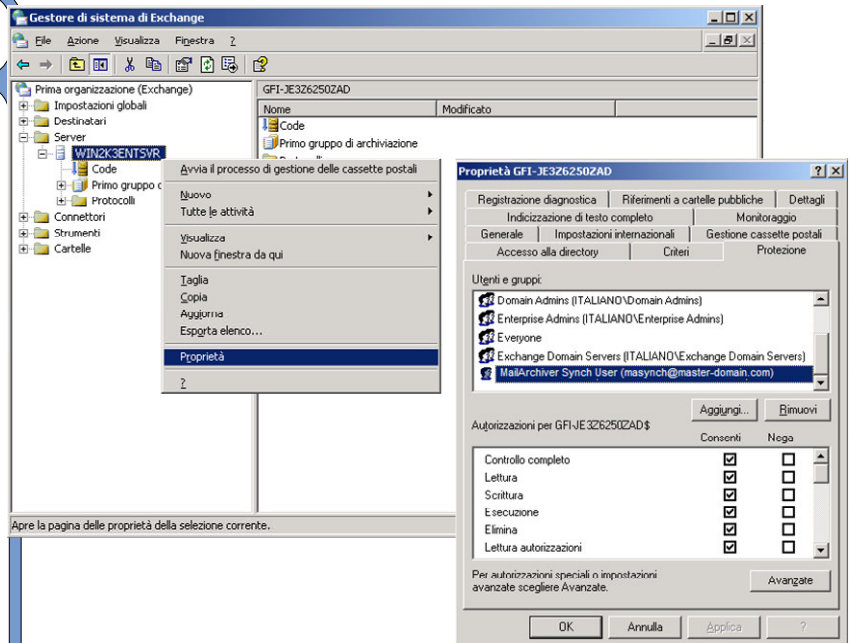 Gestore di sistema di Exchange
File Azione Visualizza Finestra ?
Prima organizzazione (Exchange)
Impostazioni globali
Destinatari
Server
WIN2K3ENTSVR
Code
Primo gruppo
Protocolli
Connettori
Strumenti
Cartelle
GFI-JE3Z6250ZAD
Nome Modificato
Code
Primo gruppo di archiviazione
Avvia il processo di gestione delle cassette postali
Nuovo
Tutte le attività
Visualizza
Nuova finestra da qui
Taglia
Copia
Aggiorna
Esporta elenco...
Proprietà
?
Apre la pagina delle proprietà della selezione corrente.
Proprietà GFI-JE3Z6250ZAD
Registrazione diagnostica Riferimenti a cartelle pubbliche Dettagli
Indicizzazione di testo completo Monitoraggio
Generale Impostazioni internazionali Gestione cassette postali
Accesso alla directory Criteri Protezione
Utenti e gruppi:
Domain Admins (ITALIANO\Domain Admins)
Enterprise Admins (ITALIANO\Enterprise Admins)
Everyone
Exchange Domain Servers (ITALIANO\Exchange Domain Servers)
MailArchiver Synch User (masynch@master-domain.com)
Aggiungi... Rimuovi
Autorizzazioni per GFI-JE3Z6250ZAD$
Consenti Nega
Controllo completo
Lettura
Scrittura
Esecuzione
Elimina
Lettura autorizzazioni
Per autorizzazioni speciali o impostazioni
avanzate scegliere Avanzate.
Avanzate
OK Annulla Applica ?